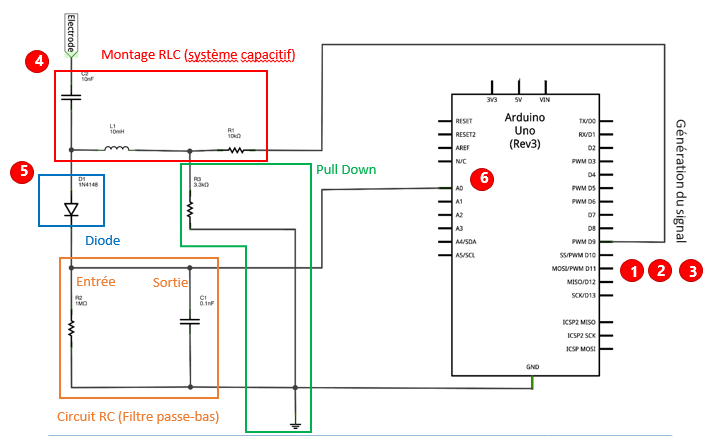 Electrode
4
Montage RLC (système capacitif)
C2
10nF
L1
10mH
R1
10kΩ
5
D1
1N4148
Diode
R3
3.3kΩ
Pull Down
Entrée
Sortie
R2
1MΩ
C1
0.1nF
Circuit RC (Filtre passe-bas)
3V3
5V
VIN
Arduino
Uno
(Rev3)
RESET
RESET2
AREF
N/C
6
A0
A1
A2
A3
A4/SDA
A5/SCL
TX/D0
RX/D1
D2
PWM D3
D4
PWM D5
PWM D6
D7
D8
PWM D9
SS/PWM D10
MOSI/PWM D11
MISO/D12
SCK/D13
ICSP2 MISO
ICSP2 SCK
ICSP MOSI
GND
Génération du signal
1
2
3